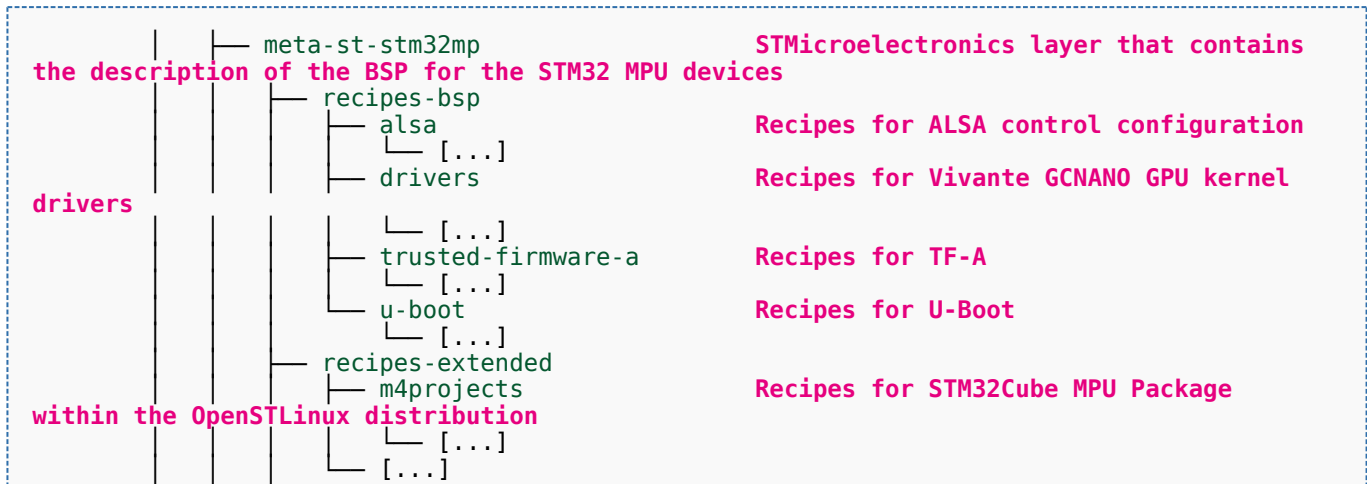 │   ├── meta-st-stm32mp                   STMicroelectronics layer that contains
the description of the BSP for the STM32 MPU devices
│   │   ├── recipes-bsp
│   │   │   ├── alsa                      Recipes for ALSA control configuration
│   │   │   │   └── [...]
│   │   │   ├── drivers                   Recipes for Vivante GCNANO GPU kernel
drivers
│   │   │   │   └── [...]
│   │   │   ├── trusted-firmware-a        Recipes for TF-A
│   │   │   │   └── [...]
│   │   │   └── u-boot                    Recipes for U-Boot
│   │   │       └── [...]
│   │   ├── recipes-extended
│   │   │   ├── m4projects                Recipes for STM32Cube MPU Package
within the OpenSTLinux distribution
│   │   │   │   └── [...]
│   │   │   └── [...]